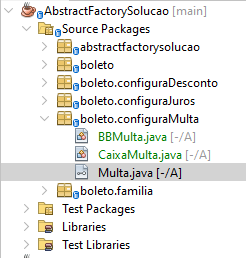 AbstractFactorySolucao [main]
Source Packages
abstractfactorysolucao
boleto
boleto.configuraDesconto
boleto.configuraJuros
boleto.configuraMulta
BBMulta.java [-/A]
CaixaMulta.java [-/A]
Multa.java [-/A]
boleto.familia
Test Packages
Libraries
Test Libraries